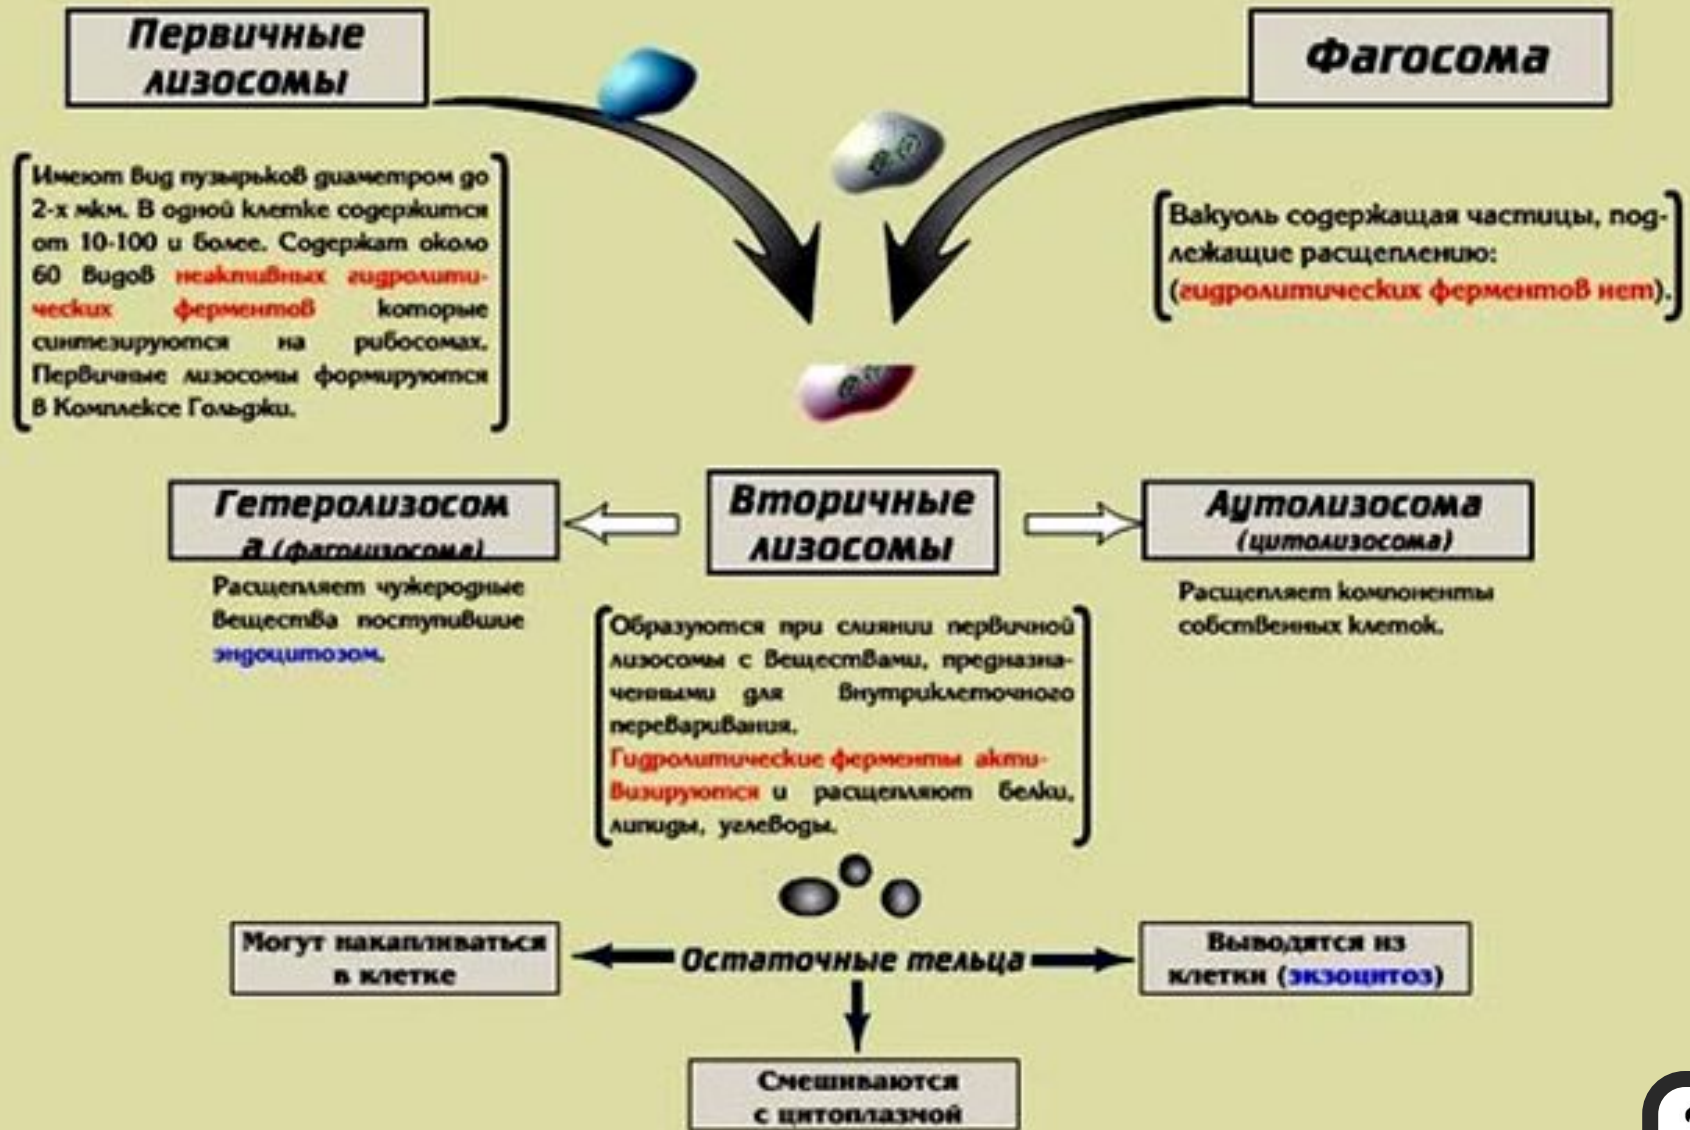 Первичные
лизосомы
Фагосома
Имеют вид пузырьков диаметром до
2-х мкм. В одной клетке содержится
от 10-100 и более. Содержат около
60 видов неактивных гидролити-
ческих ферментов которые
синтезируются на рибосомах.
Первичные лизосомы формируются
в Комплексе Гольджи.
Вакуоль содержащая частицы, под-
лежащие расщеплению:
(гидролитических ферментов нет).
Гетеролизосом
а (фаголизосома)
Расщепляет чужеродные
вещества поступившие
эндоцитозом.
Вторичные
лизосомы
Образуются при слиянии первичной
лизосомы с веществами, предназна-
ченными для внутриклеточного
переваривания.
Гидролитические ферменты акти-
визируются и расщепляют белки,
липиды, углеводы.
Аутолизосома
(цитолизосома)
Расщепляет компоненты
собственных клеток.
Могут накапливаться
в клетке
Остаточные тельца
Выводятся из
клетки (экзоцитоз)
Смешиваются
с цитоплазмой